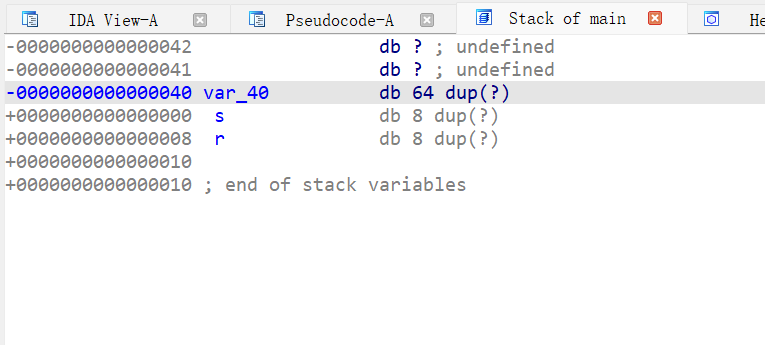 IDA View-A Pseudocode-A Stack of main He
-0000000000000042 db ? ; undefined
-0000000000000041 db ? ; undefined
-0000000000000040 var_40 db 64 dup(?)
+0000000000000000 s db 8 dup(?)
+0000000000000008 r db 8 dup(?)
+0000000000000010
+0000000000000010 ; end of stack variables